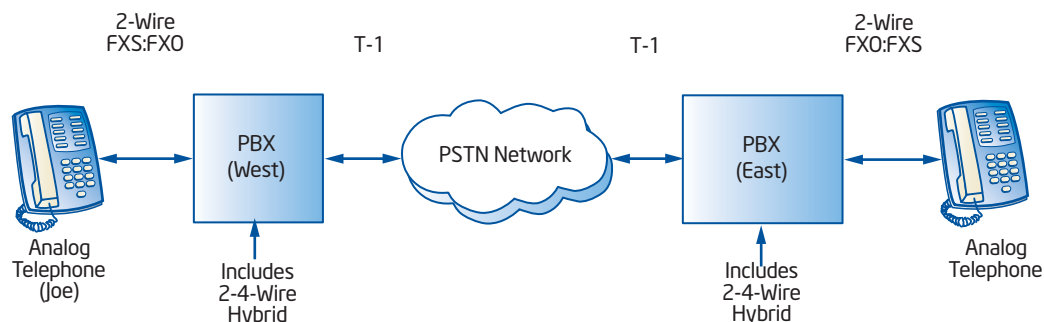 2-Wire
FXS:FXO
T-1
T-1
2-Wire
FXO:FXS
PBX
(West)
PSTN Network
PBX
(East)
Analog
Telephone
(Joe)
Includes
2-4-Wire
Hybrid
Includes
2-4-Wire
Hybrid
Analog
Telephone